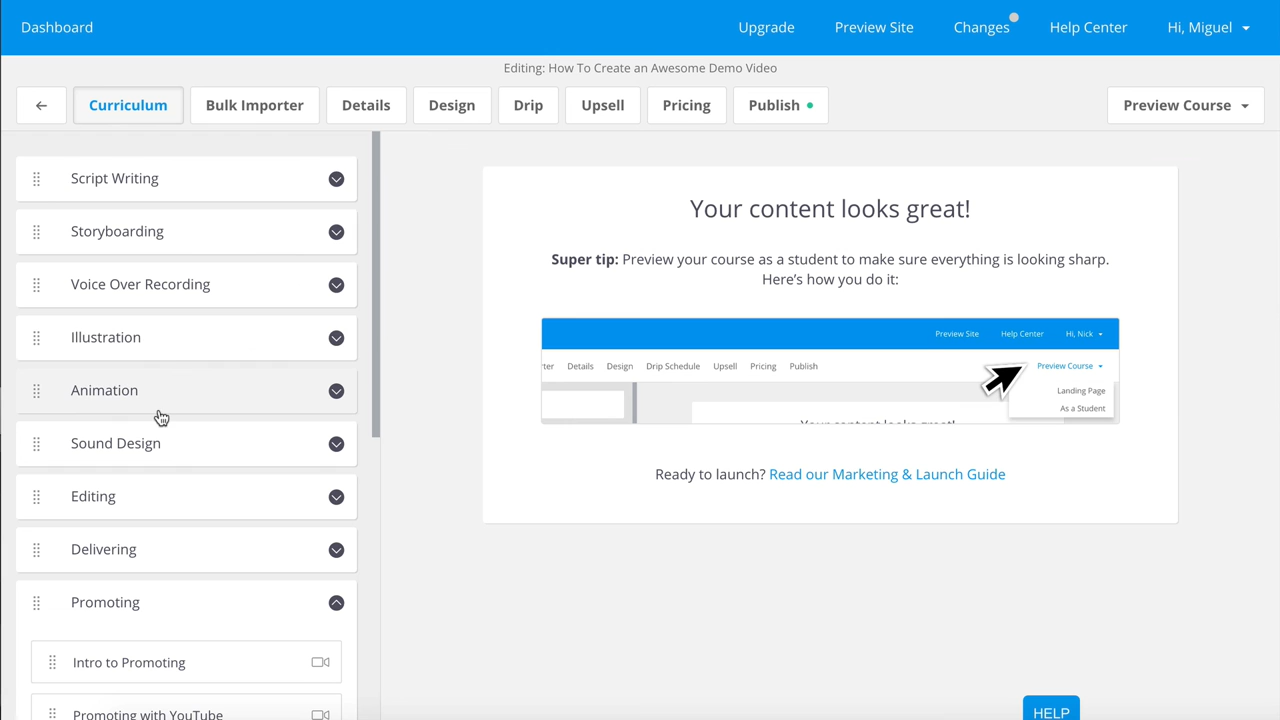 Dashboard
Upgrade
Preview Site
Changes
Help Center
Hi, Miguel
Editing: How To Create an Awesome Demo Video
Curriculum
Bulk Importer
Details
Design
Drip
Upsell
Pricing
Publish
Preview Course
Script Writing
Storyboarding
Voice Over Recording
Illustration
Animation
Sound Design
Editing
Delivering
Promoting
Intro to Promoting
Promoting with YouTube
Your content looks great!
Super tip: Preview your course as a student to make sure everything is looking sharp.
Here's how you do it:
Preview Site
Help Center
Hi, Nick
ter
Details
Design
Drip Schedule
Upsell
Pricing
Publish
Preview Course
Landing Page
As a Student
Your content looks great!
Ready to launch? Read our Marketing & Launch Guide
HELP